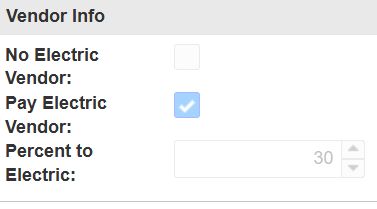 Vendor Info
No Electric
Vendor:
Pay Electric
Vendor:
Percent to
Electric:
30